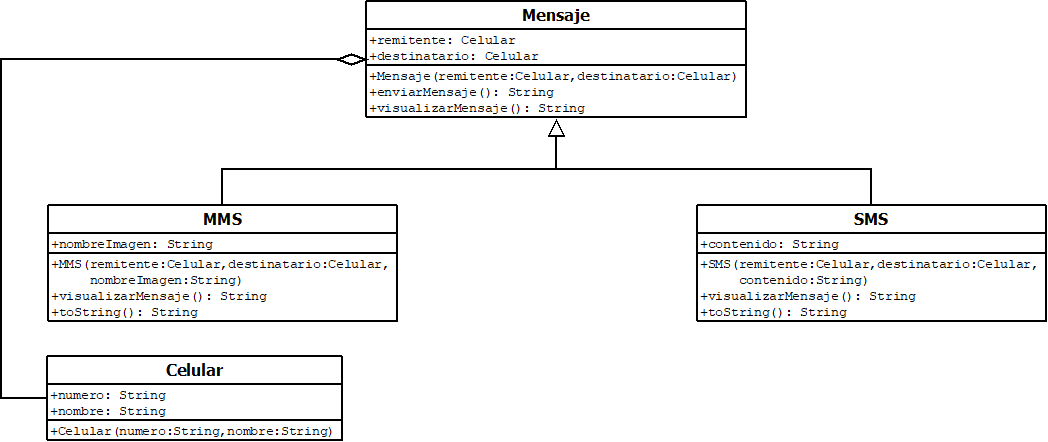 Mensaje
+remitente: Celular
+destinatario: Celular
+Mensaje(remitente:Celular,destinatario:Celular)
+enviarMensaje(): String
+visualizarMensaje(): String
MMS
+nombreImagen: String
+MMS(remitente:Celular,destinatario:Celular,
nombreImagen:String)
+visualizarMensaje(): String
+toString(): String
SMS
+contenido: String
+SMS(remitente:Celular,destinatario:Celular,
contenido:String)
+visualizarMensaje(): String
+toString(): String
Celular
+numero: String
+nombre: String
+Celular(numero:String,nombre:String)